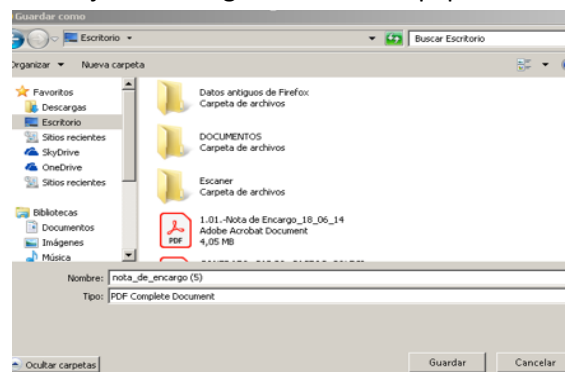 Guardar como
Escritorio
Buscar Escritorio
Organizar
Nueva carpeta
Favoritos
Descargas
Escritorio
Sitios recientes
SkyDrive
OneDrive
Sitios recientes
Bibliotecas
Documentos
Imágenes
Música
Datos antiguos de Firefox
Carpeta de archivos
DOCUMENTOS
Carpeta de archivos
Escaner
Carpeta de archivos
PDF
1.01.-Nota de Encargo_18_06_14
Adobe Acrobat Document
4,05 MB
Nombre: nota_de_encargo (5)
Tipo: PDF Complete Document
Ocultar carpetas
Guardar
Cancelar